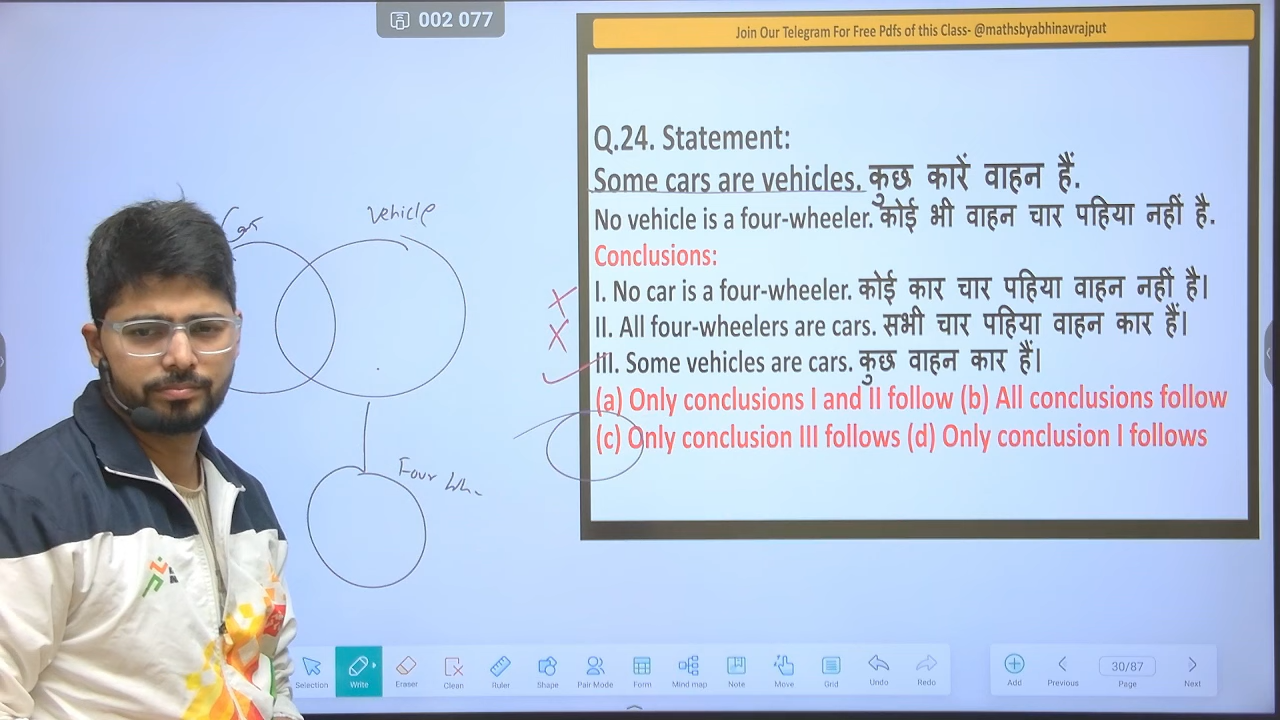 002 077
Join Our Telegram For Free Pdfs of this Class- @mathsbyabhinavrajput
Q.24. Statement:
Some cars are vehicles. कुछ कारें वाहन हैं.
No vehicle is a four-wheeler. कोई भी वाहन चार पहिया नहीं है.
Conclusions:
I. No car is a four-wheeler. कोई कार चार पहिया वाहन नहीं है।
II. All four-wheelers are cars. सभी चार पहिया वाहन कार हैं।
III. Some vehicles are cars. कुछ वाहन कार हैं।
(a) Only conclusions I and II follow (b) All conclusions follow
(c) Only conclusion III follows (d) Only conclusion I follows
Vehicle
Four Wh
Selection Write Eraser Clean Ruler Shape Pair Mode Form Mind map Note Move Grid Undo Redo
Add Previous 30/87 Page Next